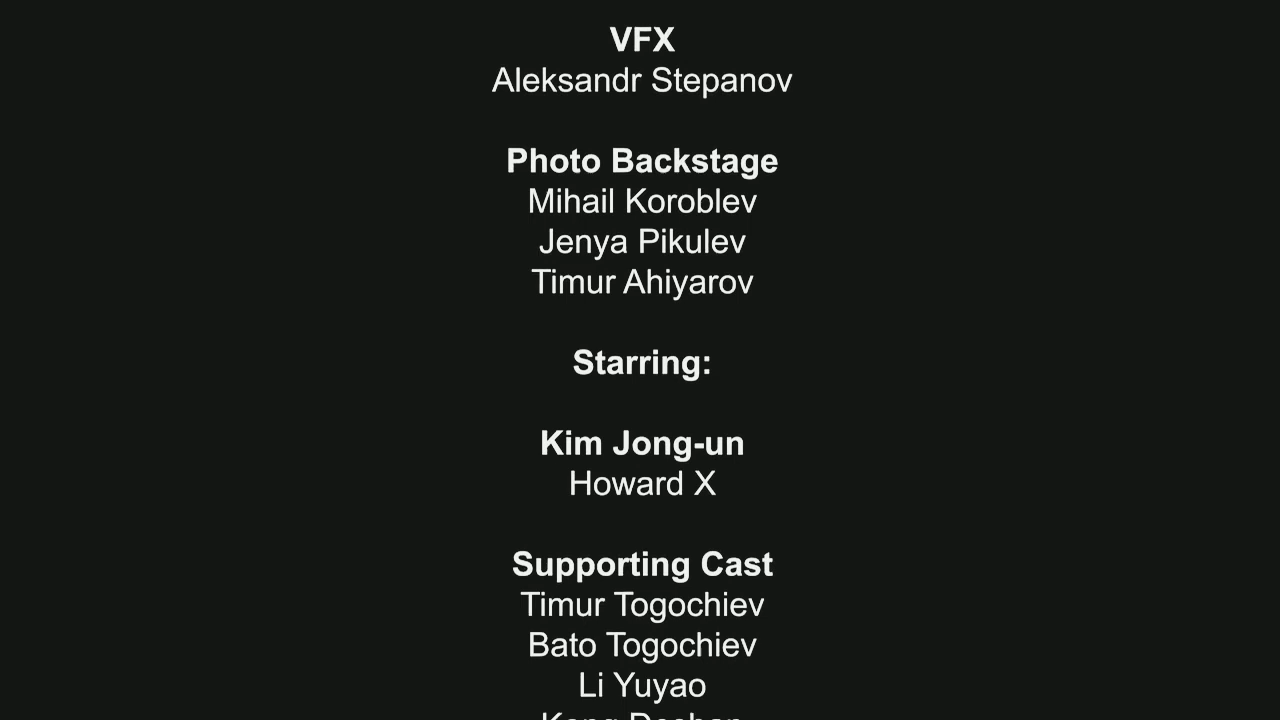 VFX
Aleksandr Stepanov
Photo Backstage
Mihail Koroblev
Jenya Pikulev
Timur Ahiyarov
Starring:
Kim Jong-un
Howard X
Supporting Cast
Timur Togochiev
Bato Togochiev
Li Yuyao